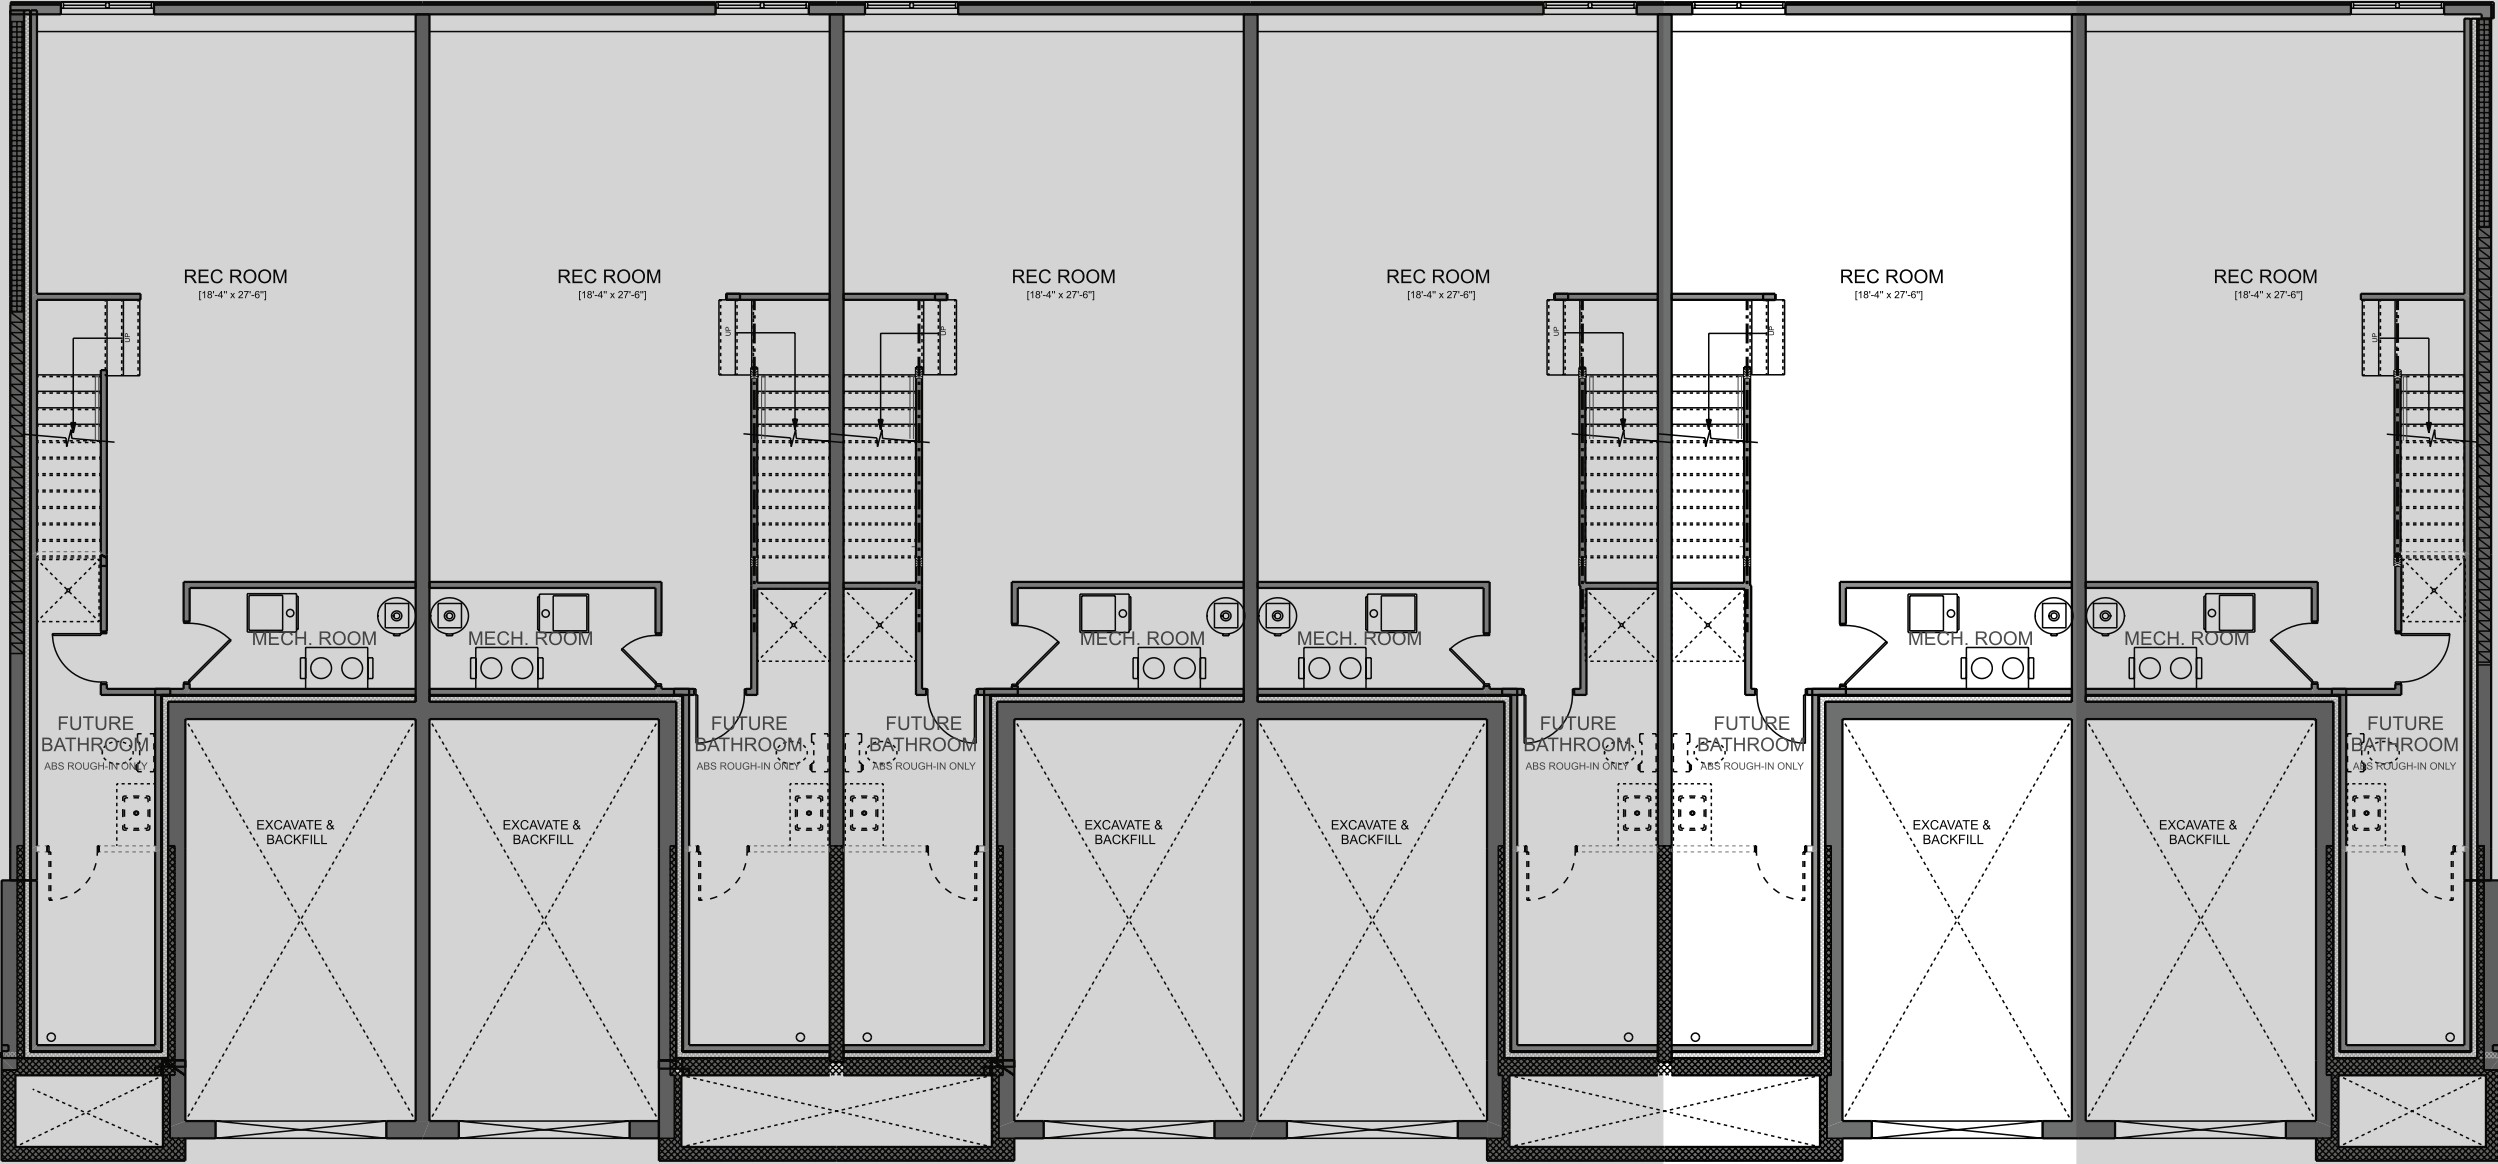 REC ROOM
[18'-4" x 27'-6"]
REC ROOM
[18'-4" x 27'-6"]
REC ROOM
[18'-4" x 27'-6"]
REC ROOM
[18'-4" x 27'-6"]
REC ROOM
[18'-4" x 27'-6"]
REC ROOM
[18'-4" x 27'-6"]
UP
UP
UP
UP
UP
UP
MECH. ROOM
MECH. ROOM
MECH. ROOM
MECH. ROOM
MECH. ROOM
MECH. ROOM
FUTURE
BATHROOM
ABS ROUGH-IN ONLY
FUTURE
BATHROOM
ABS ROUGH-IN ONLY
FUTURE
BATHROOM
ABS ROUGH-IN ONLY
FUTURE
BATHROOM
ABS ROUGH-IN ONLY
FUTURE
BATHROOM
ABS ROUGH-IN ONLY
FUTURE
BATHROOM
ABS ROUGH-IN ONLY
EXCAVATE &
BACKFILL
EXCAVATE &
BACKFILL
EXCAVATE &
BACKFILL
EXCAVATE &
BACKFILL
EXCAVATE &
BACKFILL
EXCAVATE &
BACKFILL